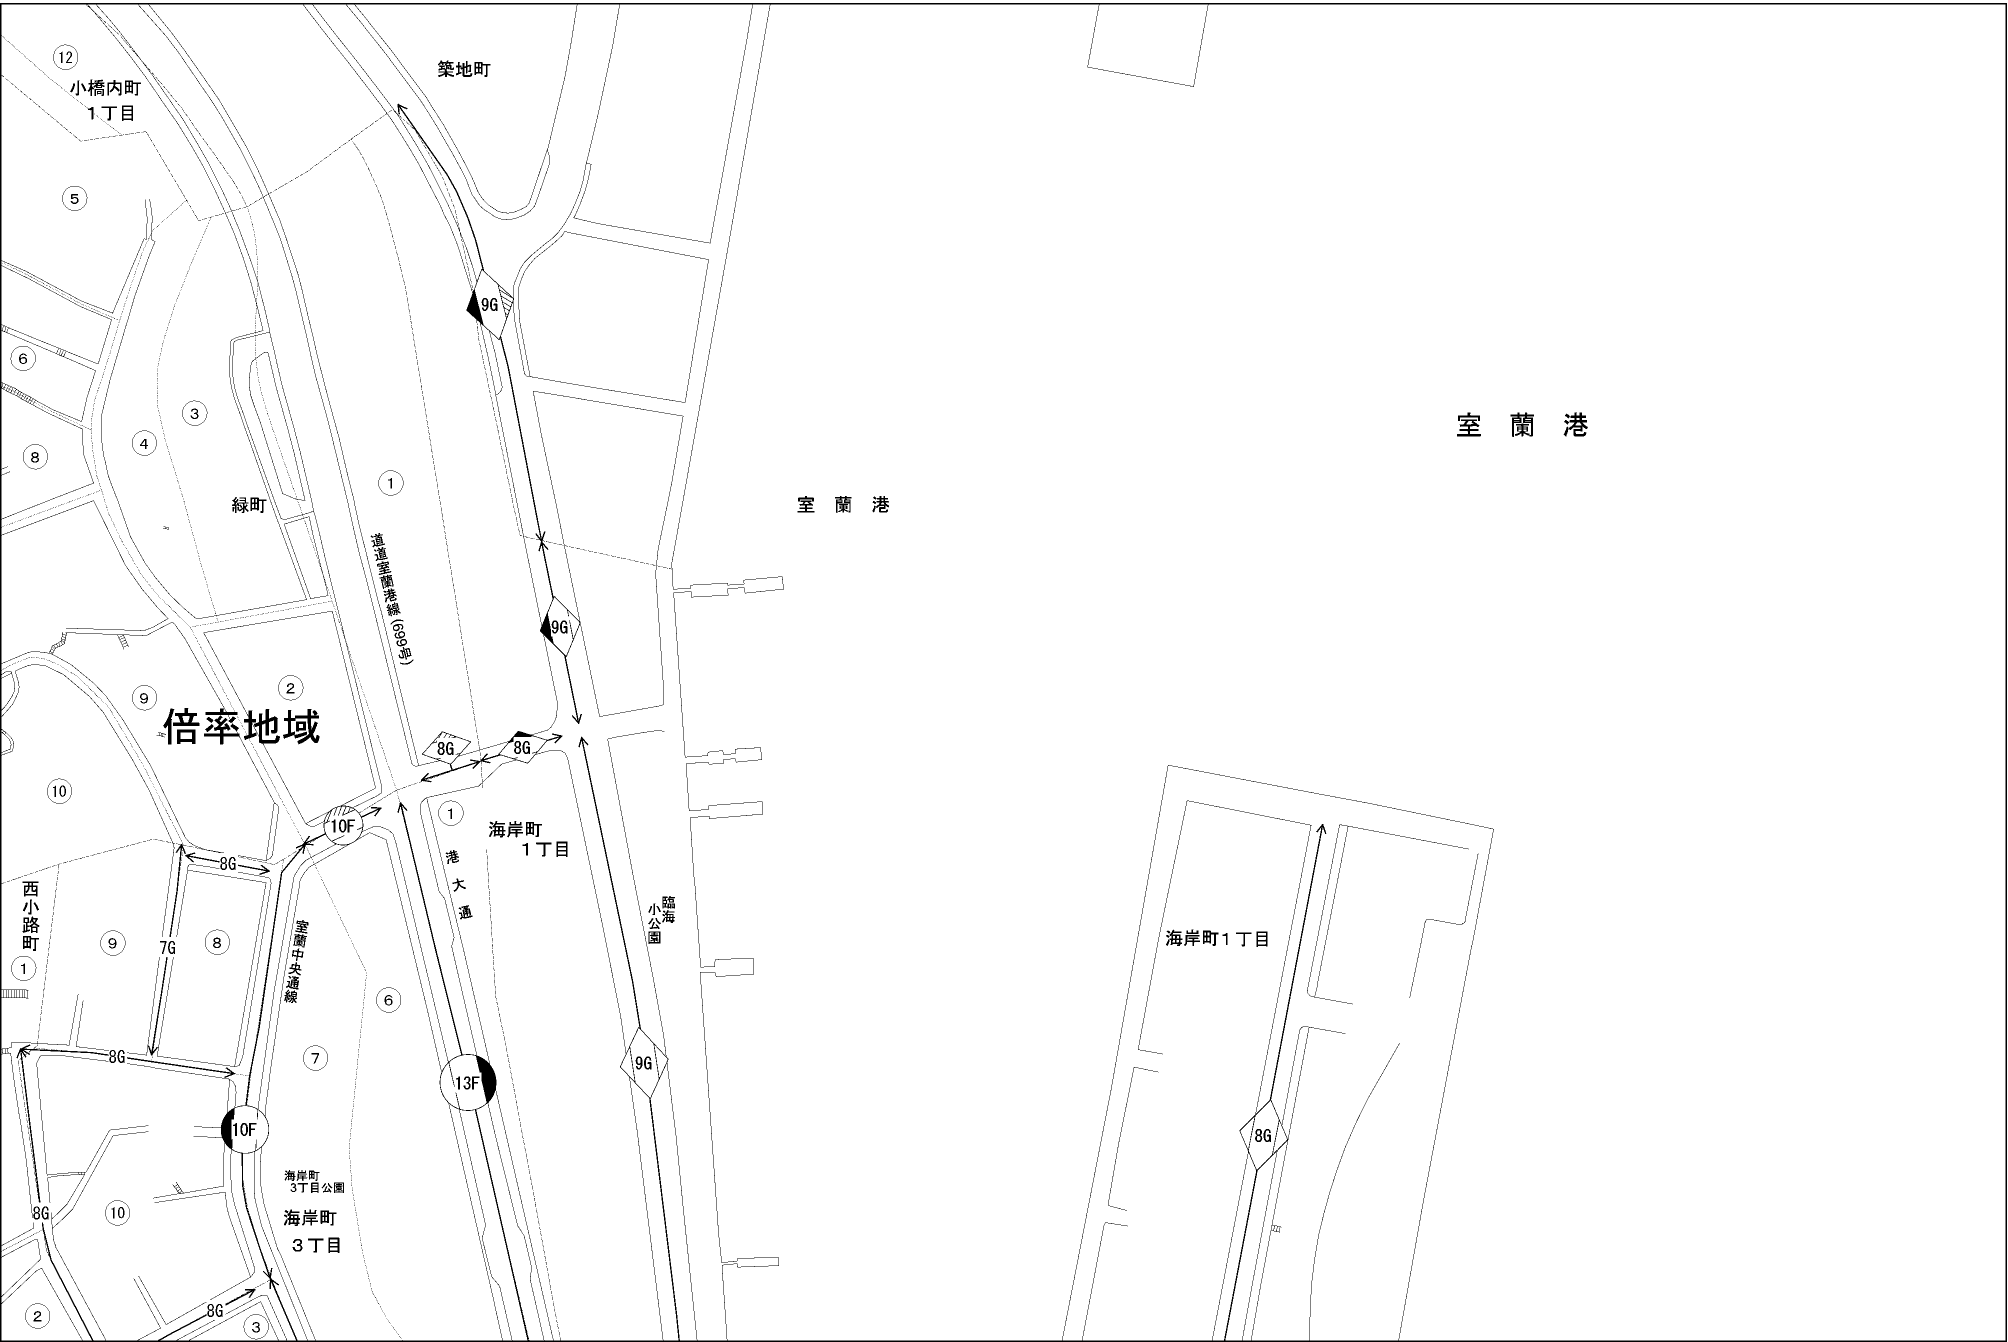 ⑫
小橋内町
１丁目
築地町
⑤
9G
⑥
③
④
⑧
室　蘭　港
緑町
①
室　蘭　港
道道室蘭港線(699号)
9G
②
⑨
倍率地域
8G
8G
⑩
10F
①
海岸町
１丁目
8G
港大通
西小路町
①
⑨
7G
⑧
室蘭中央通線
⑥
臨海
小公園
海岸町１丁目
8G
⑦
13F
9G
10F
8G
海岸町
3丁目公園
8G
⑩
海岸町
３丁目
②
8G
③